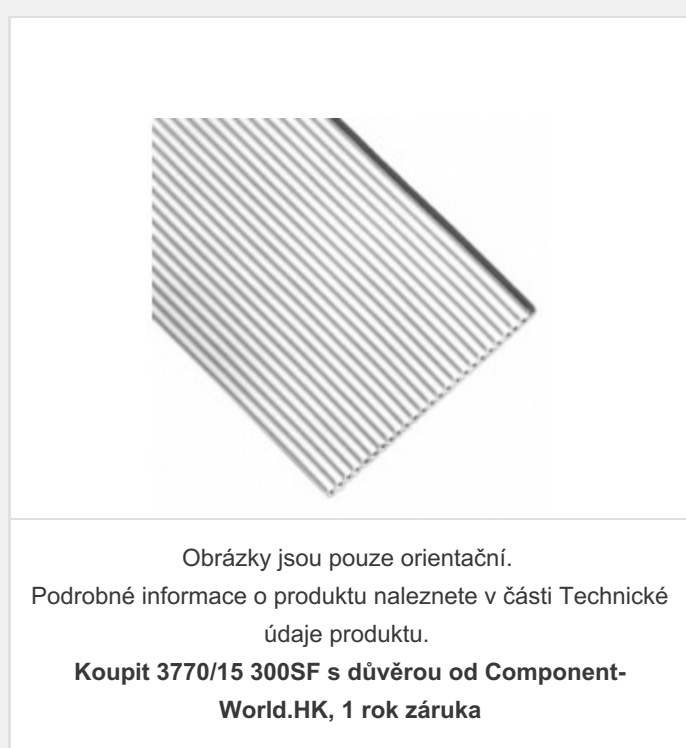 Obrázky jsou pouze orientační.
Podrobné informace o produktu naleznete v části Technické
údaje produktu.
Koupit 3770/15 300SF s důvěrou od Component-
World.HK, 1 rok záruka